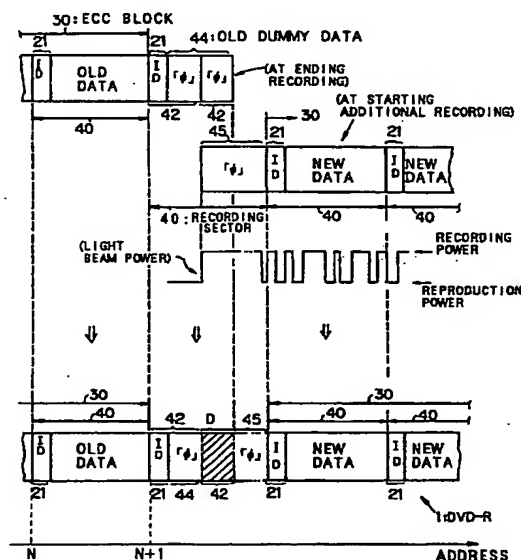 30:ECC BLOCK
21 21 44:OLD DUMMY DATA
ID OLD DATA ID「φ」「φ」(AT ENDING RECORDING)
40 42 42
(AT STARTING ADDITIONAL RECORDING)
45 30 21 21
「φ」 ID NEW DATA ID NEW DATA
40:RECORDING SECTOR 40 40
(LIGHT BEAM POWER) RECORDING POWER
REPRODUCTION POWER
30 30
40 42 D 45 40 40
ID OLD DATA ID「φ」「φ」ID NEW DATA ID NEW DATA
21 21 44 42 21 21
1:DVD-R
N N+1 ADDRESS